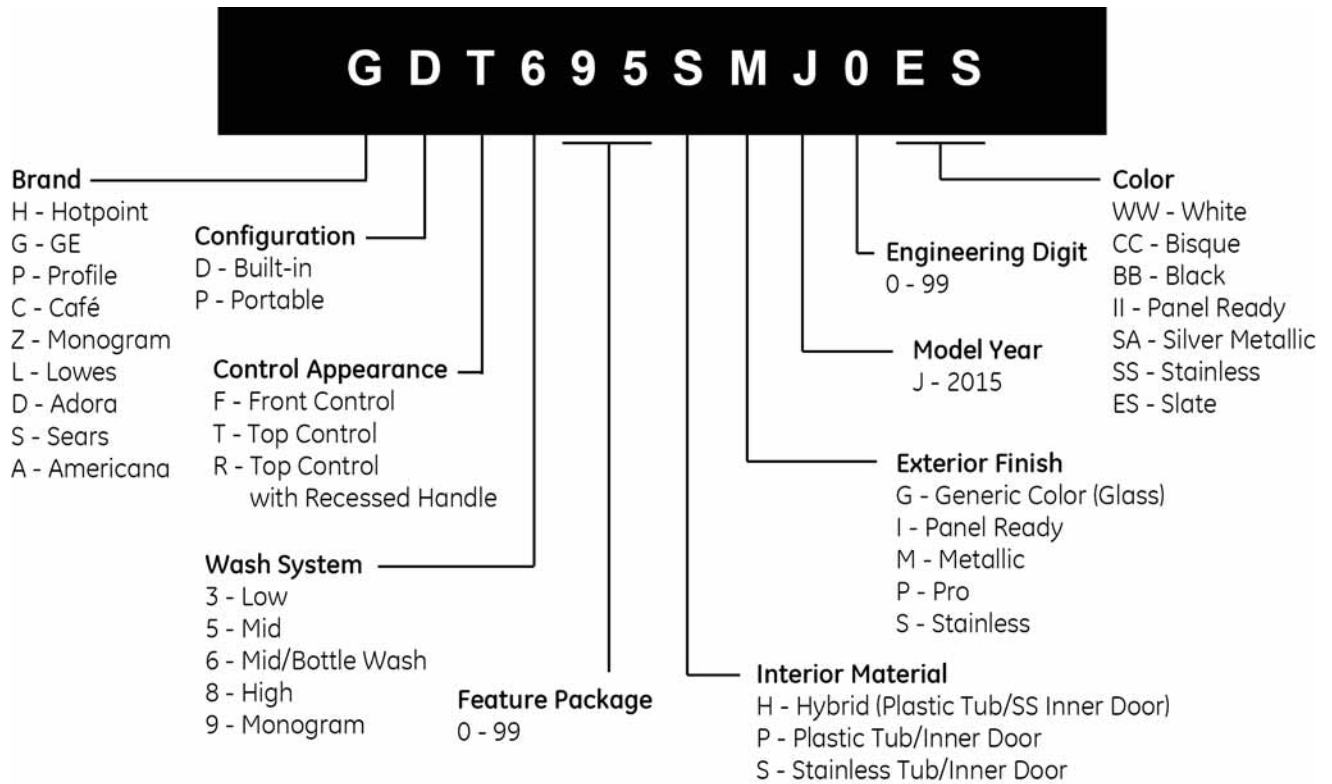 G D T 6 9 5 S M J 0 E S
Brand
H - Hotpoint
G - GE
P - Profile
C - Café
Z - Monogram
L - Lowes
D - Adora
S - Sears
A - Americana
Configuration
D - Built-in
P - Portable
Control Appearance
F - Front Control
T - Top Control
R - Top Control
with Recessed Handle
Wash System
3 - Low
5 - Mid
6 - Mid/Bottle Wash
8 - High
9 - Monogram
Feature Package
0 - 99
Interior Material
H - Hybrid (Plastic Tub/SS Inner Door)
P - Plastic Tub/Inner Door
S - Stainless Tub/Inner Door
Exterior Finish
G - Generic Color (Glass)
I - Panel Ready
M - Metallic
P - Pro
S - Stainless
Model Year
J - 2015
Engineering Digit
0 - 99
Color
WW - White
CC - Bisque
BB - Black
II - Panel Ready
SA - Silver Metallic
SS - Stainless
ES - Slate